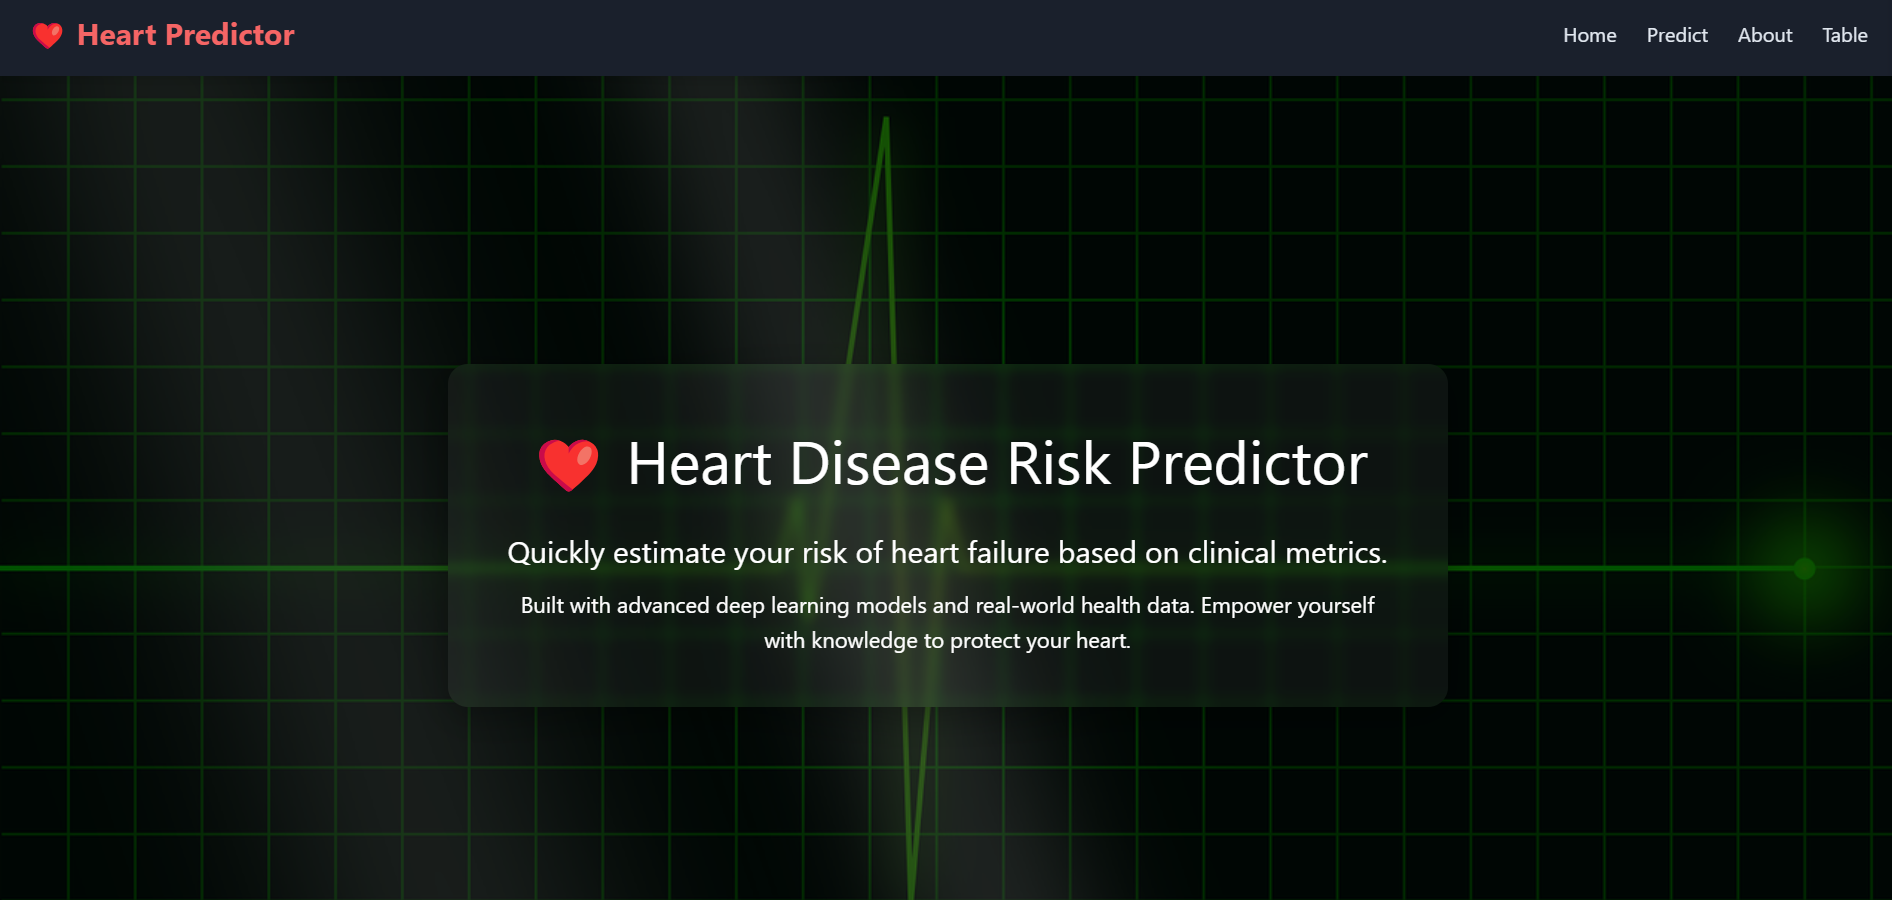 ❤️ Heart Predictor
Home Predict About Table
❤️ Heart Disease Risk Predictor
Quickly estimate your risk of heart failure based on clinical metrics.
Built with advanced deep learning models and real-world health data. Empower yourself
with knowledge to protect your heart.